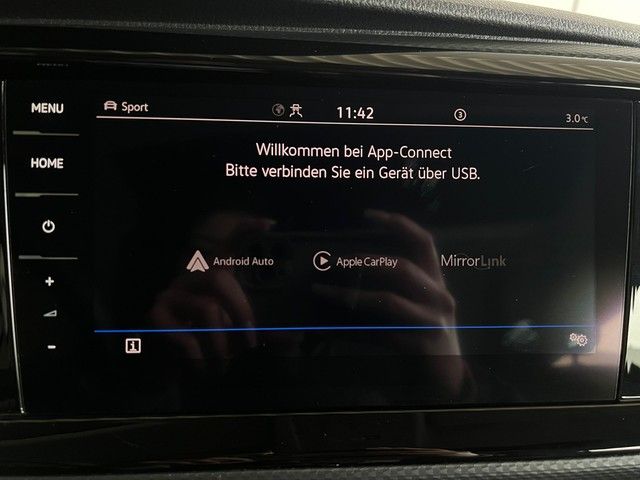 MENU
Sport
11:42
3
3.0°C
HOME
Willkommen bei App-Connect
Bitte verbinden Sie ein Gerät über USB.
Android Auto
Apple CarPlay
MirrorLink
+
-
i